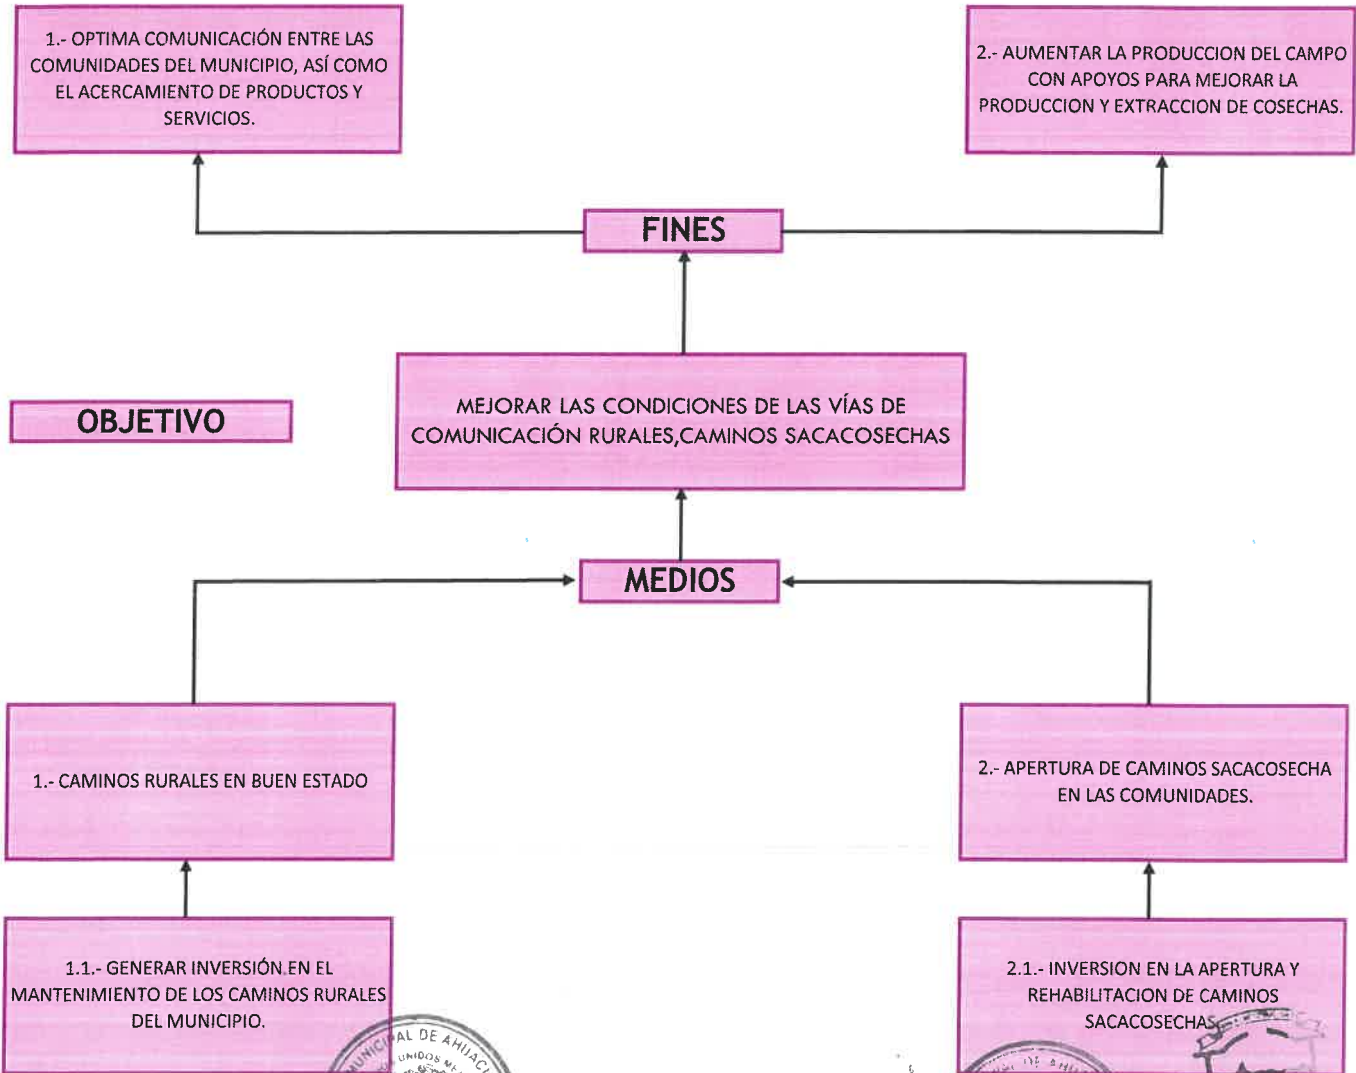 1.- OPTIMA COMUNICACIÓN ENTRE LAS
COMUNIDADES DEL MUNICIPIO, ASÍ COMO
EL ACERCAMIENTO DE PRODUCTOS Y
SERVICIOS.
2.- AUMENTAR LA PRODUCCION DEL CAMPO
CON APOYOS PARA MEJORAR LA
PRODUCCION Y EXTRACCION DE COSECHAS.
FINES
MEJORAR LAS CONDICIONES DE LAS VÍAS DE
COMUNICACIÓN RURALES,CAMINOS SACACOSECHAS
OBJETIVO
MEDIOS
1.- CAMINOS RURALES EN BUEN ESTADO
2.- APERTURA DE CAMINOS SACACOSECHA
EN LAS COMUNIDADES.
1.1.- GENERAR INVERSIÓN EN EL
MANTENIMIENTO DE LOS CAMINOS RURALES
DEL MUNICIPIO.
2.1.- INVERSION EN LA APERTURA Y
REHABILITACION DE CAMINOS
SACACOSECHAS
DE
UNIDOS